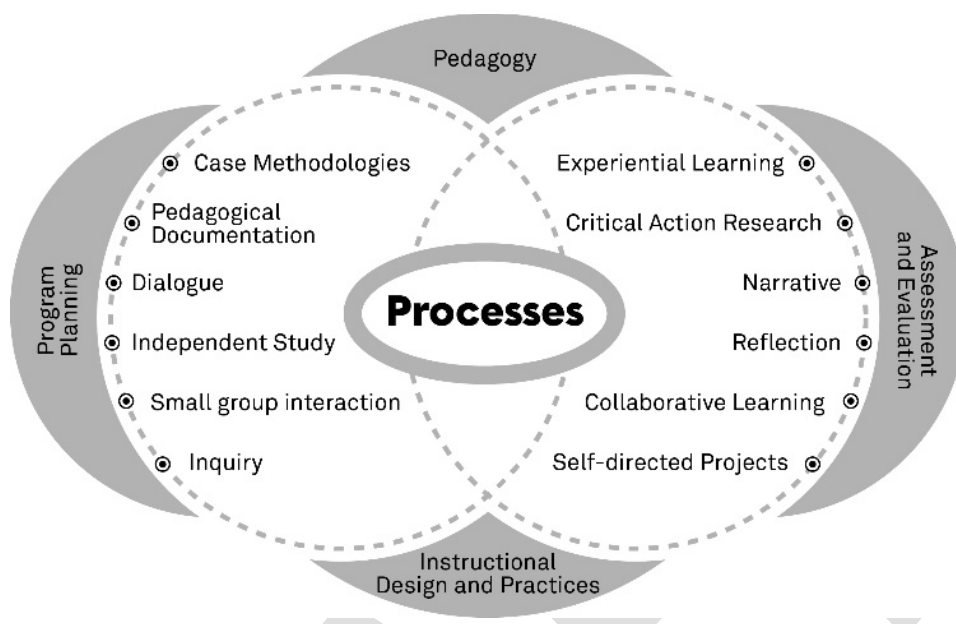 Pedagogy
Case Methodologies
Pedagogical
Documentation
Dialogue
Independent Study
Small group interaction
Inquiry
Program
Planning
Processes
Experiential Learning
Critical Action Research
Narrative
Reflection
Collaborative Learning
Self-directed Projects
Assessment
and Evaluation
Instructional
Design and Practices